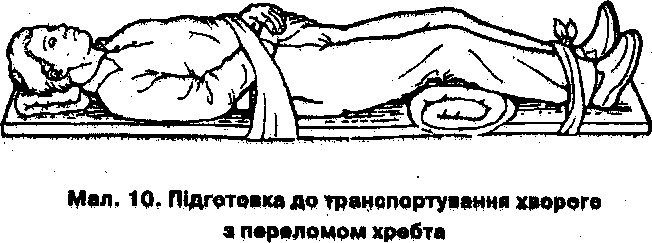 Мал. 10. Підготовка до транспортування хворого
з переломом хребта